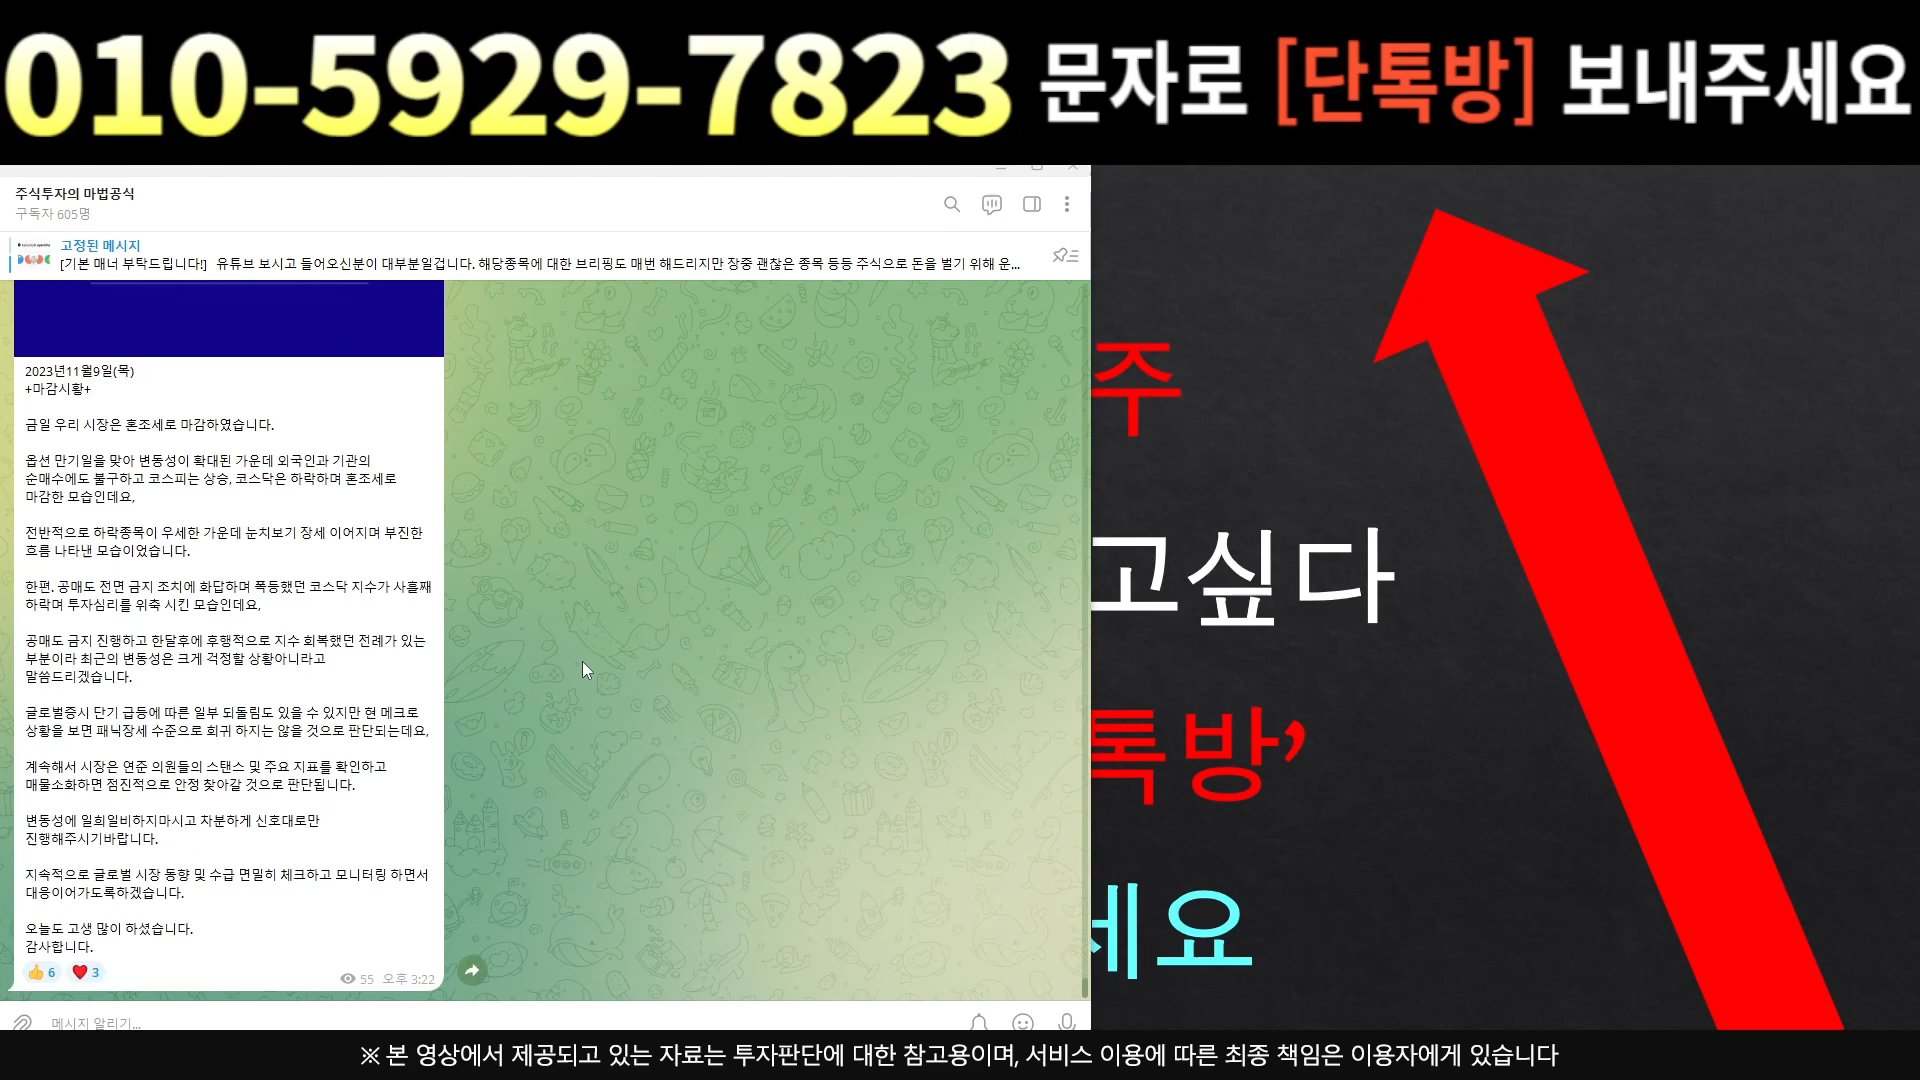 010-5929-7823 문자로 [단톡방] 보내주세요
주식투자의 마법공식
구독자 605명
고정된 메시지
[기본 매너 부탁드립니다!] 유튜브 보시고 들어오신분이 대부분일겁니다. 해당종목에 대한 브리핑도 매번 해드리지만 장중 괜찮은 종목 등등 주식으로 돈을 벌기 위해 운...
2023년11월9일(목)
+마감시황+
금일 우리 시장은 혼조세로 마감하였습니다.
옵션 만기일을 맞아 변동성이 확대된 가운데 외국인과 기관의
순매수에도 불구하고 코스피는 상승, 코스닥은 하락하며 혼조세로
마감한 모습인데요,
전반적으로 하락종목이 우세한 가운데 눈치보기 장세 이어지며 부진한
흐름 나타낸 모습이었습니다.
한편. 공매도 전면 금지 조치에 화답하며 폭등했던 코스닥 지수가 사흘째
하락며 투자심리를 위축 시킨 모습인데요,
공매도 금지 진행하고 한달후에 후행적으로 지수 회복했던 전례가 있는
부분이라 최근의 변동성은 크게 걱정할 상황아니라고
말씀드리겠습니다.
글로벌증시 단기 급등에 따른 일부 되돌림도 있을 수 있지만 현 메크로
상황을 보면 패닉장세 수준으로 회귀 하지는 않을 것으로 판단되는데요,
계속해서 시장은 연준 의원들의 스탠스 및 주요 지표를 확인하고
매물소화하면 점진적으로 안정 찾아갈 것으로 판단됩니다.
변동성에 일희일비하지마시고 차분하게 신호대로만
진행해주시기바랍니다.
지속적으로 글로벌 시장 동향 및 수급 면밀히 체크하고 모니터링 하면서
대응이어가도록하겠습니다.
오늘도 고생 많이 하셨습니다.
감사합니다.
👍 6 ❤️ 3
55 오후 3:22
메시지 알리기...
주
고싶다
톡방’
세요
※ 본 영상에서 제공되고 있는 자료는 투자판단에 대한 참고용이며, 서비스 이용에 따른 최종 책임은 이용자에게 있습니다